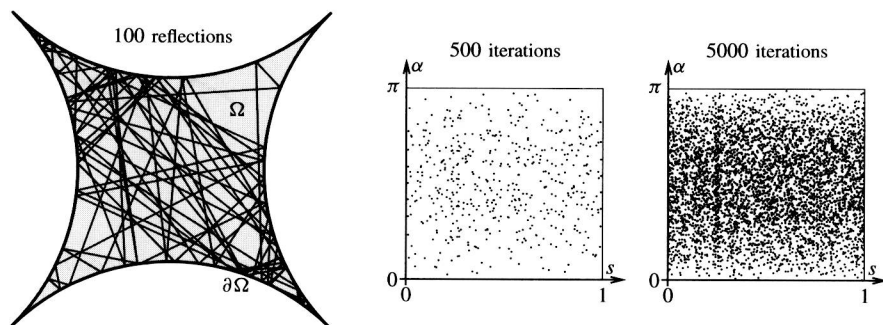 100 reflections
Ω
∂Ω
500 iterations
α
π
0
0
1
s
5000 iterations
α
π
0
0
1
s